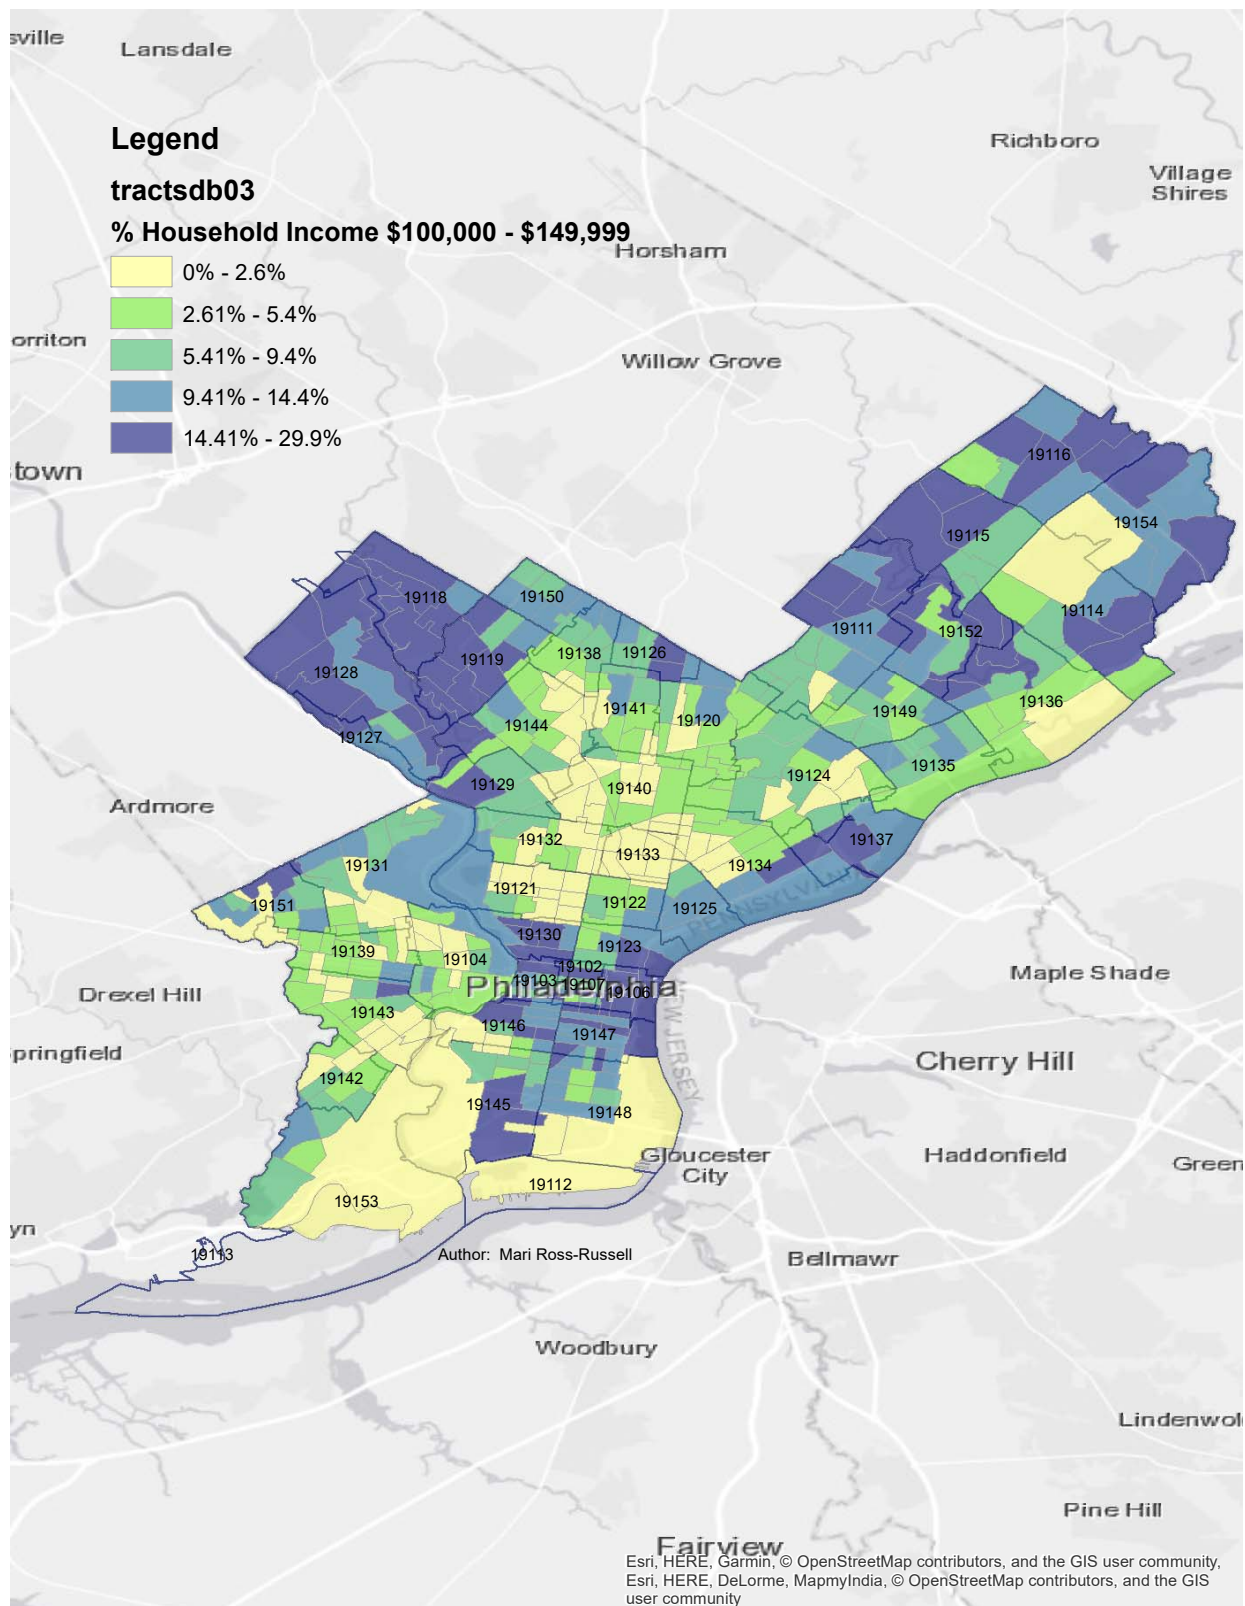 sville
Lansdale
Legend
Richboro
Village
Shires
tractsdb03
% Household Income $100,000 - $149,999
Horsham
0% - 2.6%
2.61% - 5.4%
orriton
5.41% - 9.4%
Willow Grove
9.41% - 14.4%
14.41% - 29.9%
19116
stown
19154
19115
19118
19150
19114
19111
19152
19138
19126
19119
19128
19136
19141
19149
19120
19144
19127
19135
19124
19129
19140
Ardmore
19137
19132
19133
19131
19134
19121
PENNSYLVANIA
19151
19122
19125
19130
19123
19139
19104
19102
Maple Shade
19103
19107
Philadelphia
19106
Drexel Hill
19143
19146
19147
NEW JERSEY
pringfield
Cherry Hill
19142
19145
19148
Gloucester
City
Haddonfield
Green
19112
19153
yn
19113
Author:  Mari Ross-Russell
Bellmawr
Woodbury
Lindenwol
Pine Hill
Fairview
Esri, HERE, Garmin, © OpenStreetMap contributors, and the GIS user community,
Esri, HERE, DeLorme, MapmyIndia, © OpenStreetMap contributors, and the GIS
user community